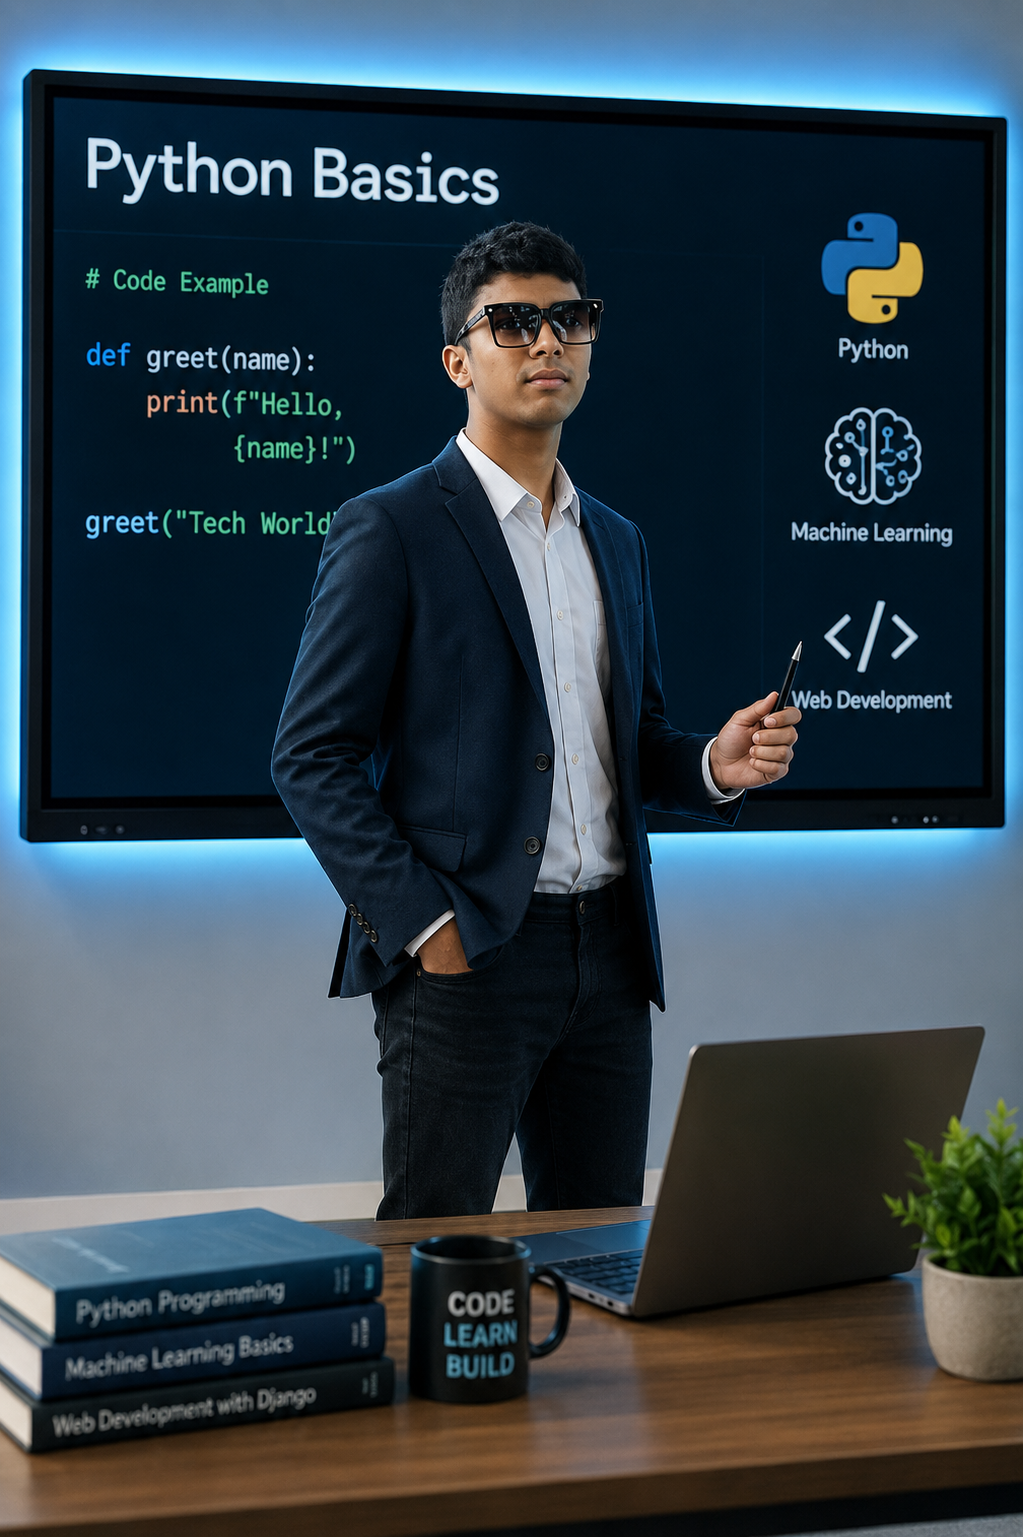 Python Basics
# Code Example
def greet(name):
print(f"Hello,
{name}!")
greet("Tech World"
Python
Machine Learning
</>
Web Development
Python Programming
Machine Learning Basics
Web Development with Django
CODE
LEARN
BUILD